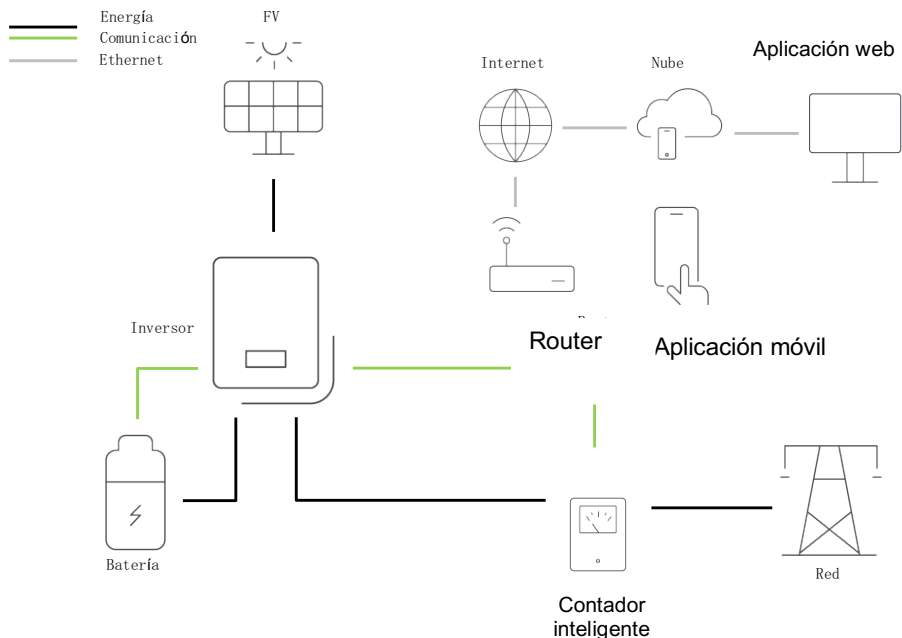 Energía
Comunicación
Ethernet
FV
Internet
Nube
Aplicación web
Inversor
Router
Aplicación móvil
Batería
Red
Contador
inteligente